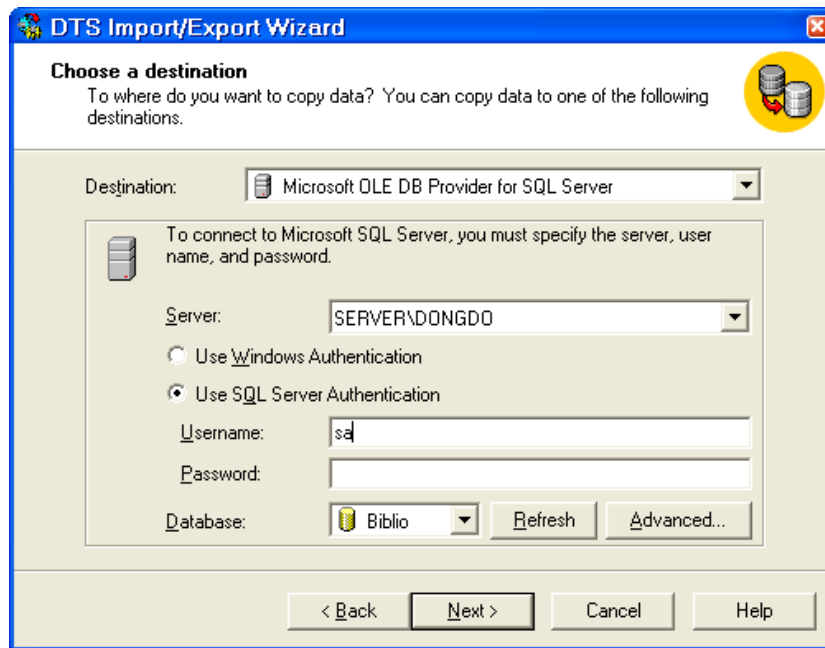 DTS Import/Export Wizard
Choose a destination
To where do you want to copy data? You can copy data to one of the following
destinations.
Destination: Microsoft OLE DB Provider for SQL Server
To connect to Microsoft SQL Server, you must specify the server, user
name, and password.
Server: SERVER\DONGDO
Use Windows Authentication
Use SQL Server Authentication
Username: sa
Password:
Database: Biblio Refresh Advanced...
< Back Next > Cancel Help